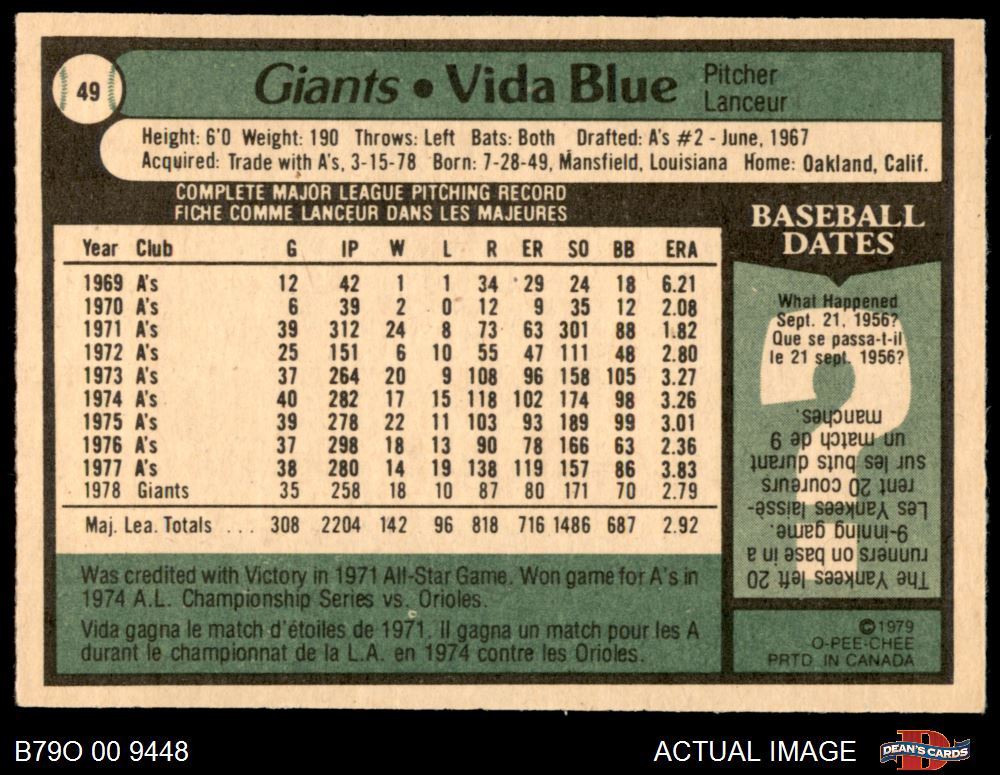 49
Giants • Vida Blue Pitcher
Lanceur
Height: 6'0 Weight: 190 Throws: Left Bats: Both Drafted: A's #2 - June, 1967
Acquired: Trade with A's, 3-15-78 Born: 7-28-49, Mansfield, Louisiana Home: Oakland, Calif.
COMPLETE MAJOR LEAGUE PITCHING RECORD
FICHE COMME LANCEUR DANS LES MAJEURES
Year Club G IP W L R ER SO BB ERA
1969 A's 12 42 1 1 34 29 24 18 6.21
1970 A's 6 39 2 0 12 9 35 12 2.08
1971 A's 39 312 24 8 73 63 301 88 1.82
1972 A's 25 151 6 10 55 47 111 48 2.80
1973 A's 37 264 20 9 108 96 158 105 3.27
1974 A's 40 282 17 15 118 102 174 98 3.26
1975 A's 39 278 22 11 103 93 189 99 3.01
1976 A's 37 298 18 13 90 78 166 63 2.36
1977 A's 38 280 14 19 138 119 157 86 3.83
1978 Giants 35 258 18 10 87 80 171 70 2.79
Maj. Lea. Totals ... 308 2204 142 96 818 716 1486 687 2.92
Was credited with Victory in 1971 All-Star Game. Won game for A's in
1974 A.L. Championship Series vs. Orioles.
Vida gagna le match d'étoiles de 1971. Il gagna un match pour les A
durant le championnat de la L.A. en 1974 contre les Orioles.
BASEBALL
DATES
What Happened
Sept. 21, 1956?
Que se passa-t-il
le 21 sept. 1956?
The Yankees left 20
runners on base in a
9-inning game.
Les Yankees laissè-
rent 20 coureurs
sur les buts durant
un match de 9
manches.
©1979
O-PEE-CHEE
PRTD IN CANADA
B79O 00 9448
ACTUAL IMAGE
DEAN'S CARDS